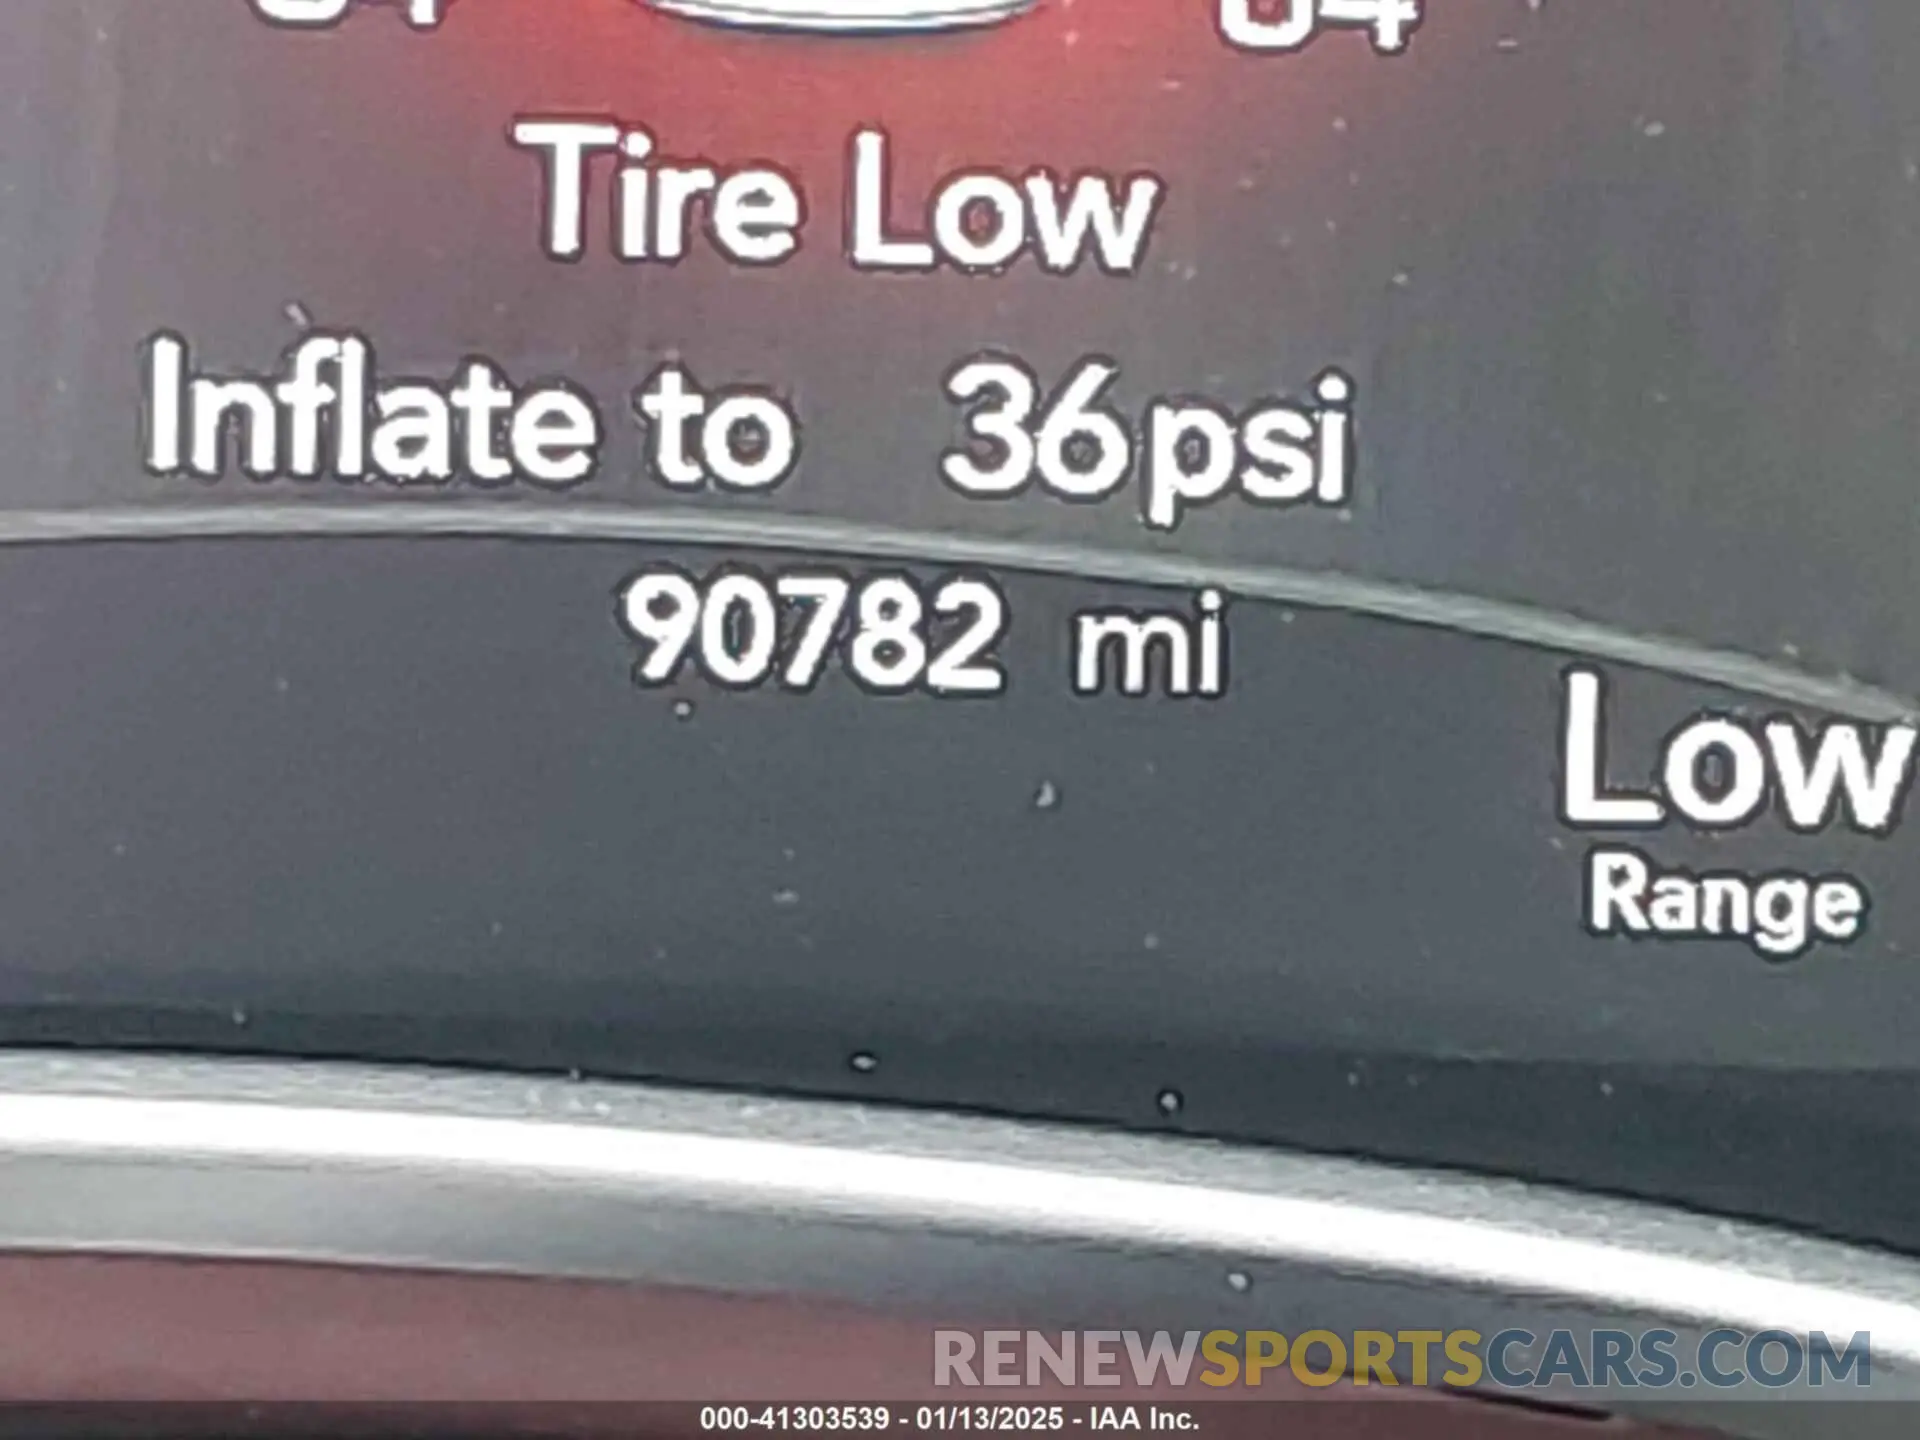 Tire Low
Inflate to 36psi
90782 mi
Low
Range
RENEWSPORTSCARS.COM
000-41303539 - 01/13/2025 - IAA Inc.